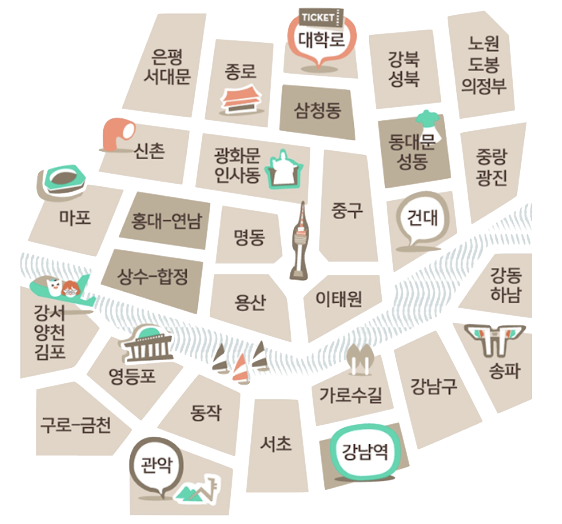 TICKET
대학로
은평
서대문
종로
강북
성북
노원
도봉
의정부
삼청동
신촌
광화문
인사동
동대문
성동
중랑
광진
마포
홍대-연남
명동
중구
건대
상수-합정
용산
이태원
강동
하남
강서
양천
김포
영등포
동작
가로수길
강남구
송파
구로-금천
서초
강남역
관악